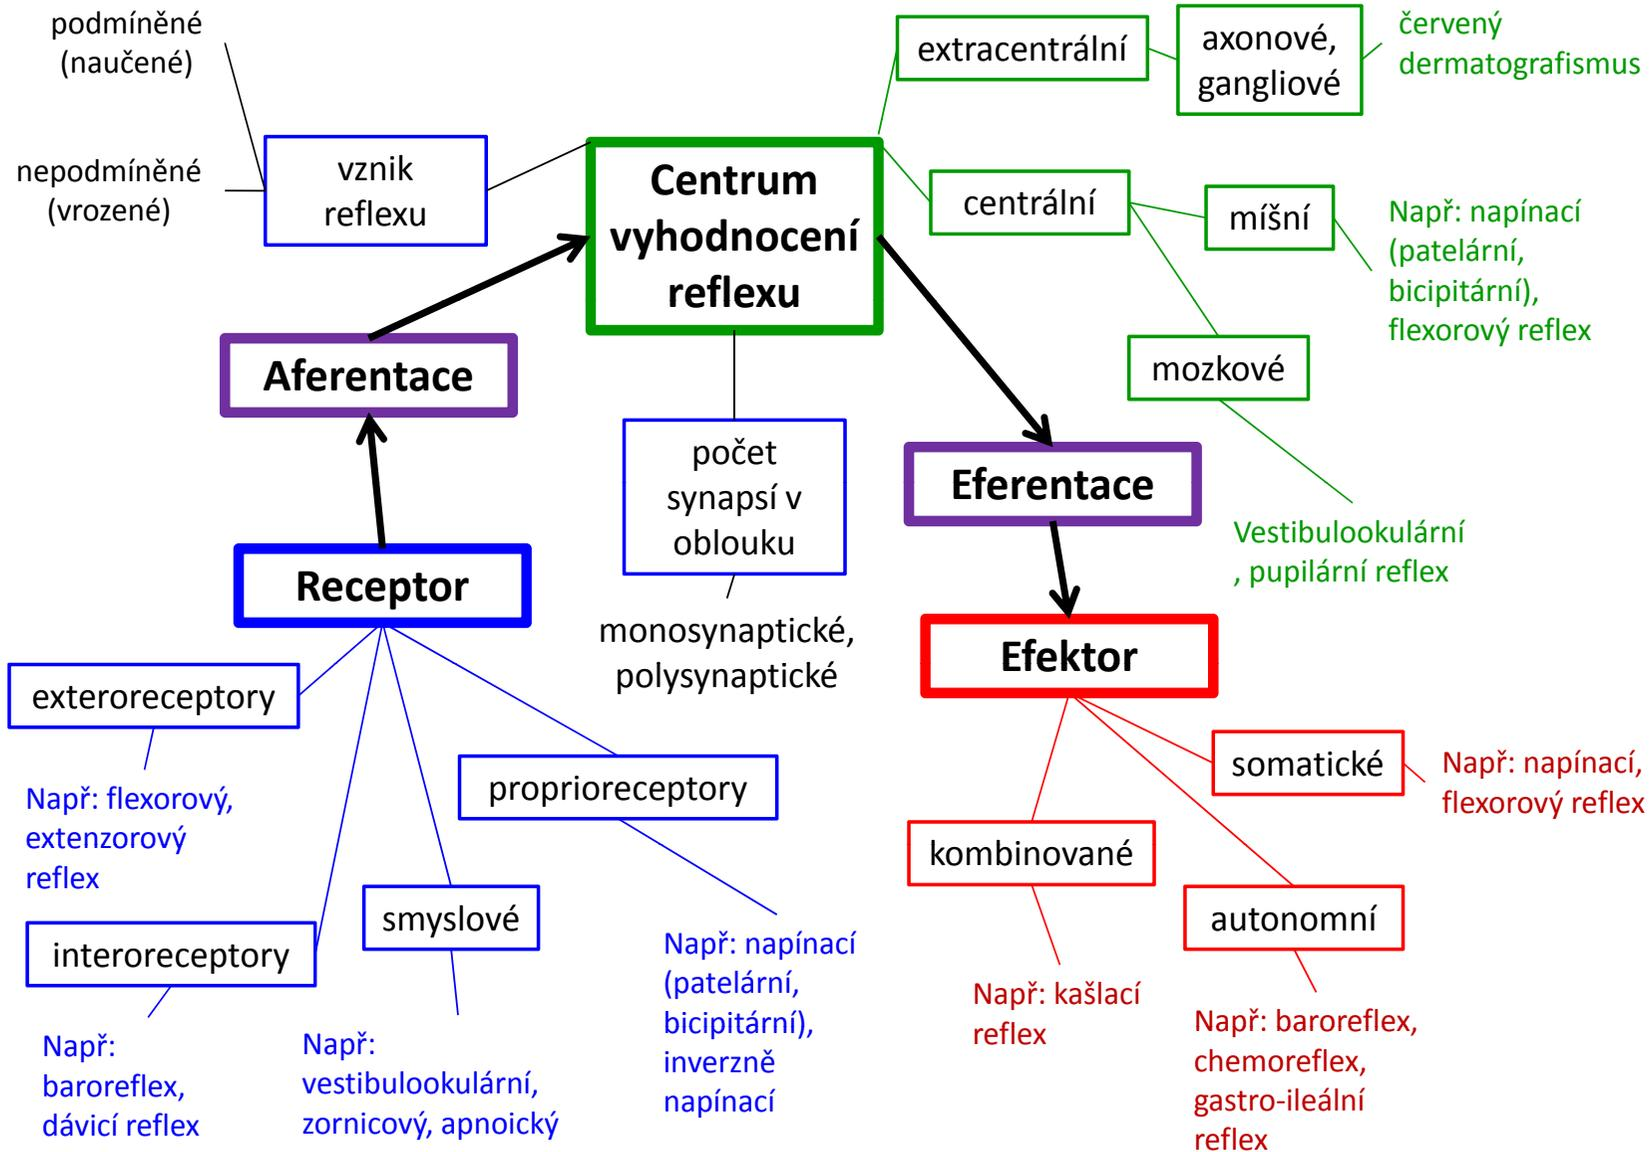 podmíněné
(naučené)
nepodmíněné
(vrozené)
vznik
reflexu
Centrum
vyhodnocení
reflexu
extracentrální
axonové,
gangliové
červený
dermatografismus
centrální
míšní
Např: napínací
(patelární,
bicipitární),
flexorový reflex
mozkové
Vestibulookulární
, pupilární reflex
Aferentace
počet
synapsí v
oblouku
monosynaptické,
polysynaptické
Eferentace
Receptor
Efektor
exteroreceptory
Např: flexorový,
extenzorový
reflex
proprioreceptory
Např: napínací
(patelární,
bicipitární),
inverzně
napínací
interoreceptory
Např:
baroreflex,
dávicí reflex
smyslové
Např:
vestibulookulární,
zornicový, apnoický
somatické
Např: napínací,
flexorový reflex
kombinované
Např: kašlací
reflex
autonomní
Např: baroreflex,
chemoreflex,
gastro-ileální
reflex